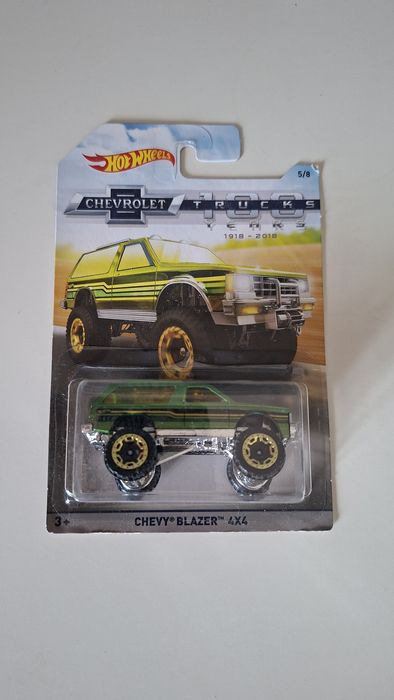 HOT WHEELS
5/8
CHEVROLET TRUCKS
100
YEARS
1918 - 2018
3+
CHEVY® BLAZER™ 4X4